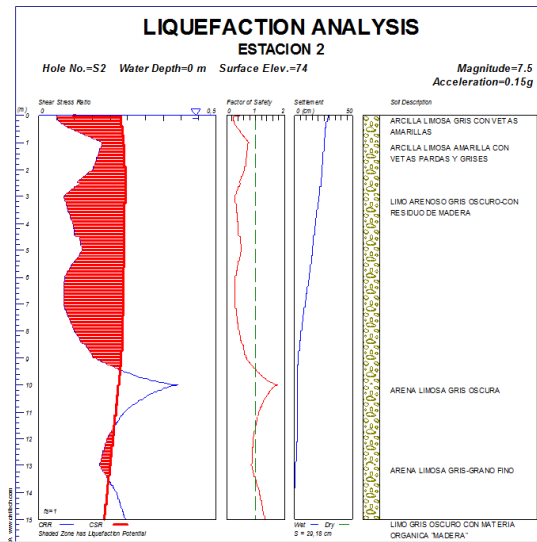 LIQUEFACTION ANALYSIS
ESTACION 2
Hole No.=S2 Water Depth=0 m Surface Elev.=74
Magnitude=7.5
Acceleration=0.15g
Shear Stress Ratio
Factor of Safety
Settlement
Soil Description
(m)
0 0.5
0 1 2
0 (cm) 50
0
1
2
3
4
5
6
7
8
9
10
11
12
13
14
15
ARCILLA LIMOSA GRIS CON VETAS
AMARILLAS
ARCILLA LIMOSA AMARILLA CON
VETAS PARDAS Y GRISES
LIMO ARENOSO GRIS OSCURO-CON
RESIDUO DE MADERA
ARENA LIMOSA GRIS OSCURA
ARENA LIMOSA GRIS-GRANO FINO
LIMO GRIS OSCURO CON MATERIA
ORGANICA "MADERA"
fs=1
CRR CSR
Shaded Zone has Liquefaction Potential
Wet Dry
S = 29,18 cm